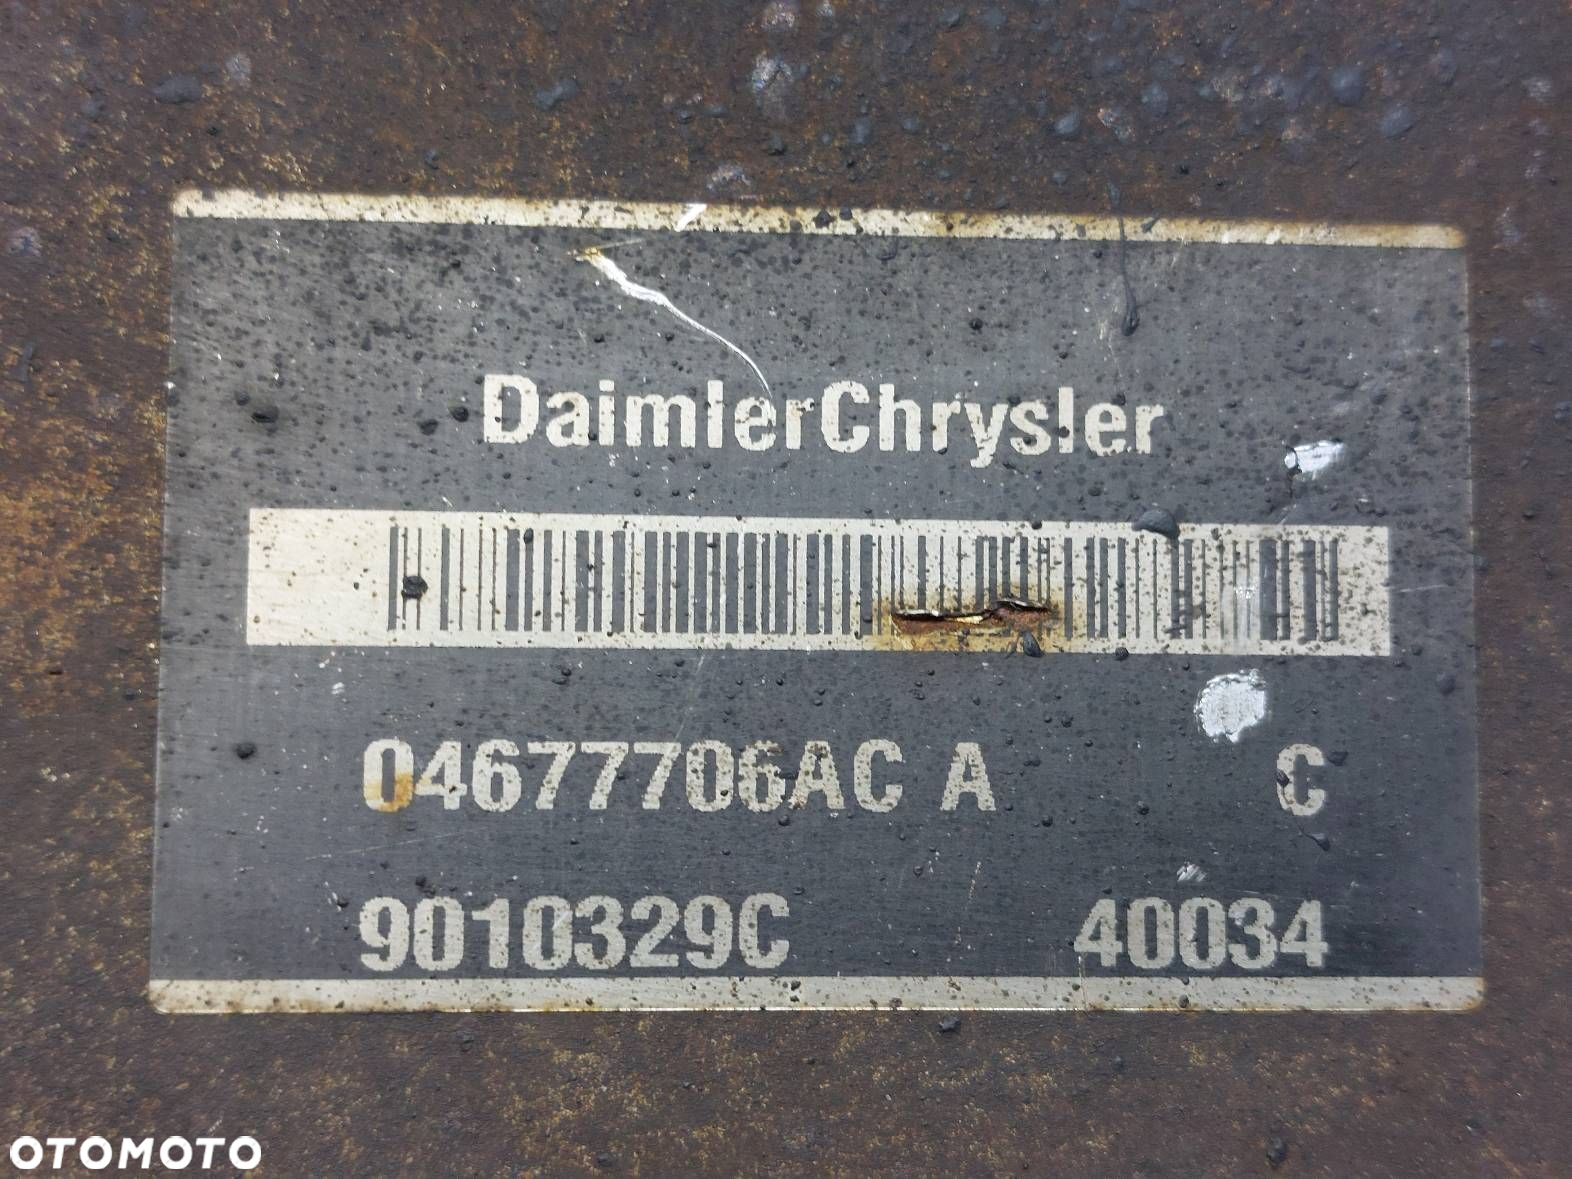 DaimlerChrysler
04677706AC A C
9010329C 40034
OTOMOTO